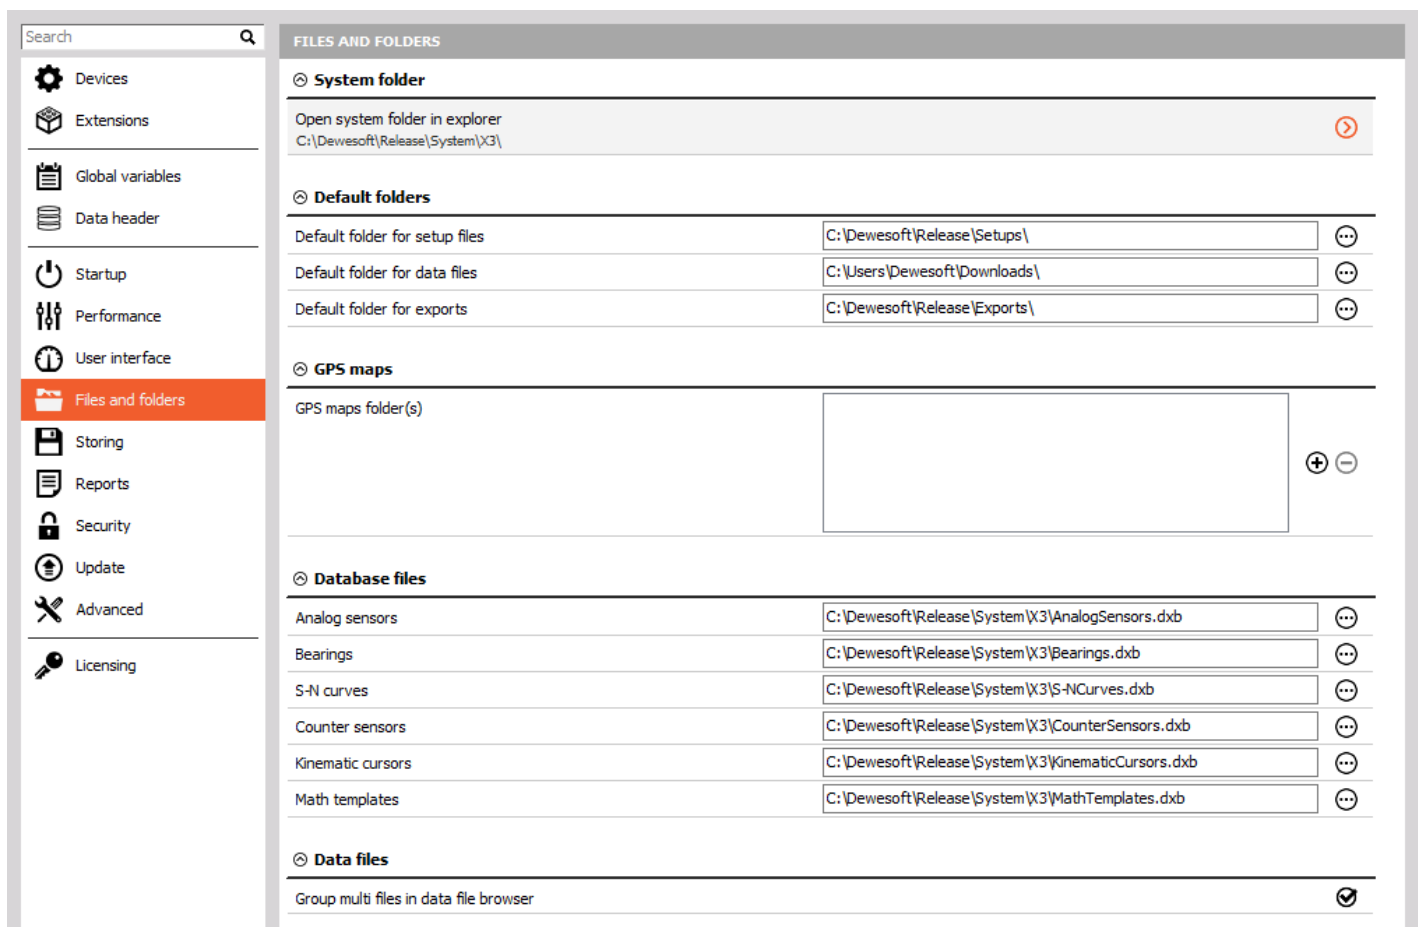 Search
Devices
Extensions
Global variables
Data header
Startup
Performance
User interface
Files and folders
Storing
Reports
Security
Update
Advanced
Licensing
FILES AND FOLDERS
System folder
Open system folder in explorer
C:\Dewesoft\Release\System\X3\
Default folders
Default folder for setup files C:\Dewesoft\Release\Setups\
Default folder for data files C:\Users\Dewesoft\Downloads\
Default folder for exports C:\Dewesoft\Release\Exports\
GPS maps
GPS maps folder(s)
Database files
Analog sensors C:\Dewesoft\Release\System\X3\AnalogSensors.dxb
Bearings C:\Dewesoft\Release\System\X3\Bearings.dxb
S-N curves C:\Dewesoft\Release\System\X3\S-NCurves.dxb
Counter sensors C:\Dewesoft\Release\System\X3\CounterSensors.dxb
Kinematic cursors C:\Dewesoft\Release\System\X3\KinematicCursors.dxb
Math templates C:\Dewesoft\Release\System\X3\MathTemplates.dxb
Data files
Group multi files in data file browser